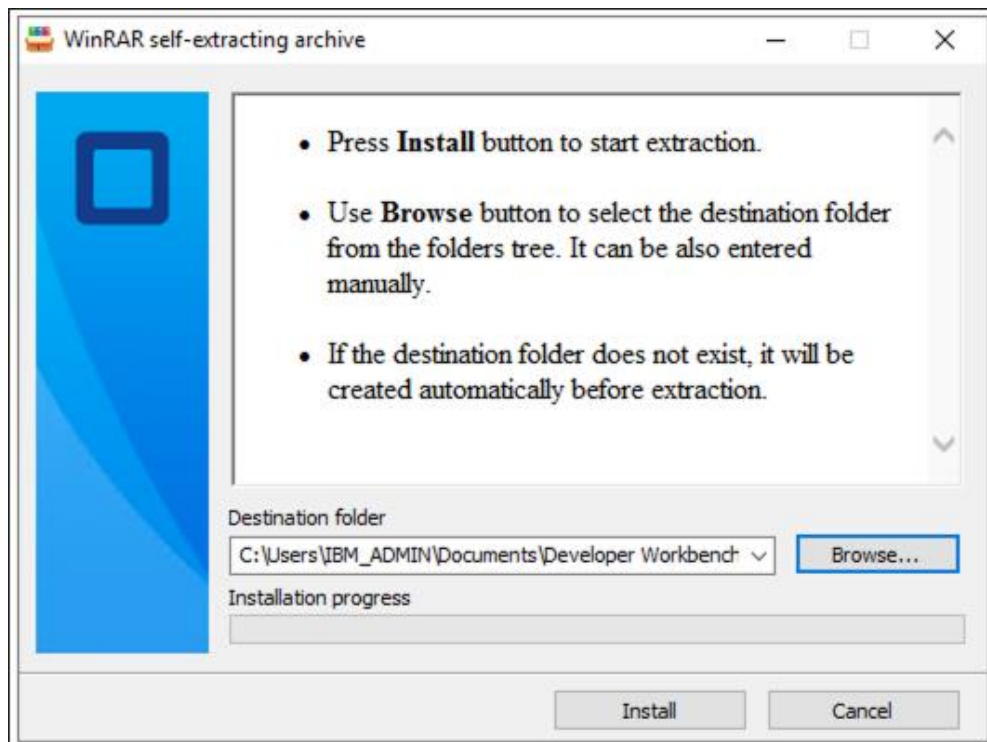 WinRAR self-extracting archive
• Press Install button to start extraction.
• Use Browse button to select the destination folder
from the folders tree. It can be also entered
manually.
• If the destination folder does not exist, it will be
created automatically before extraction.
Destination folder
C:\Users\IBM_ADMIN\Documents\Developer Workbench
Browse...
Installation progress
Install
Cancel